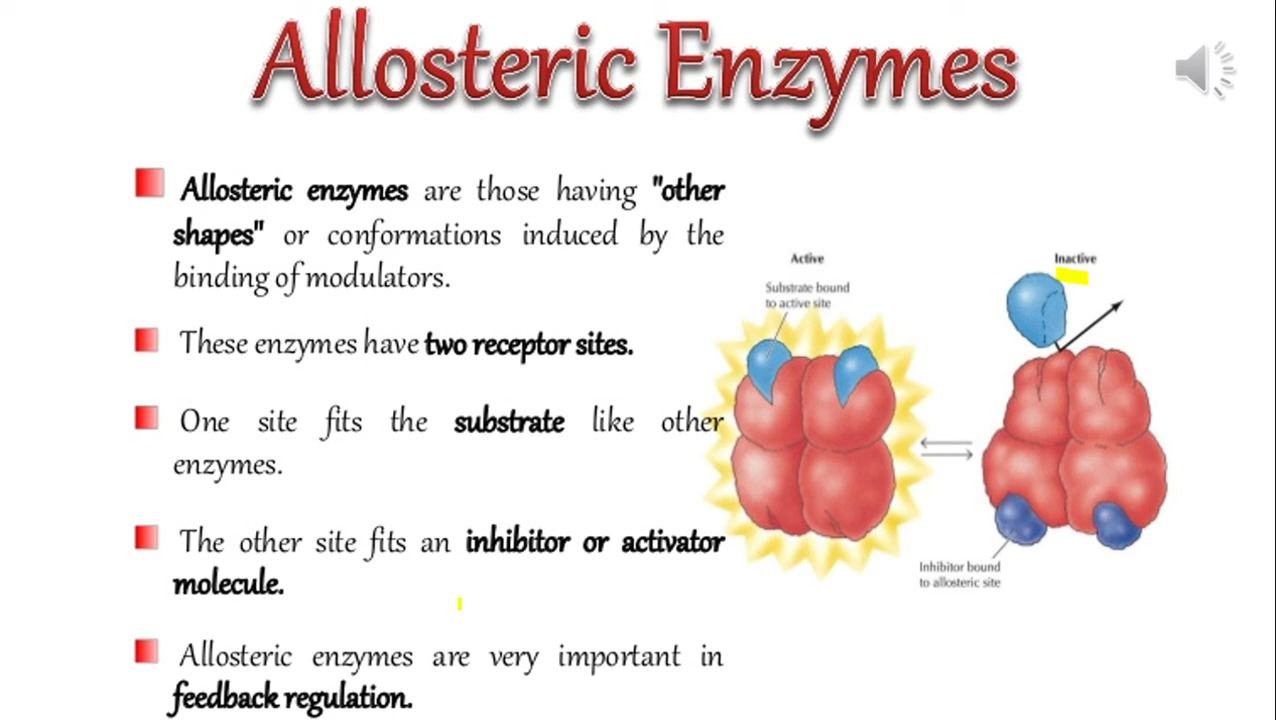 Allosteric Enzymes
Allosteric enzymes are those having "other
shapes" or conformations induced by the
binding of modulators.
These enzymes have two receptor sites.
One site fits the substrate like other
enzymes.
The other site fits an inhibitor or activator
molecule.
Allosteric enzymes are very important in
feedback regulation.
Active
Substrate bound
to active site
Inactive
Inhibitor bound
to allosteric site